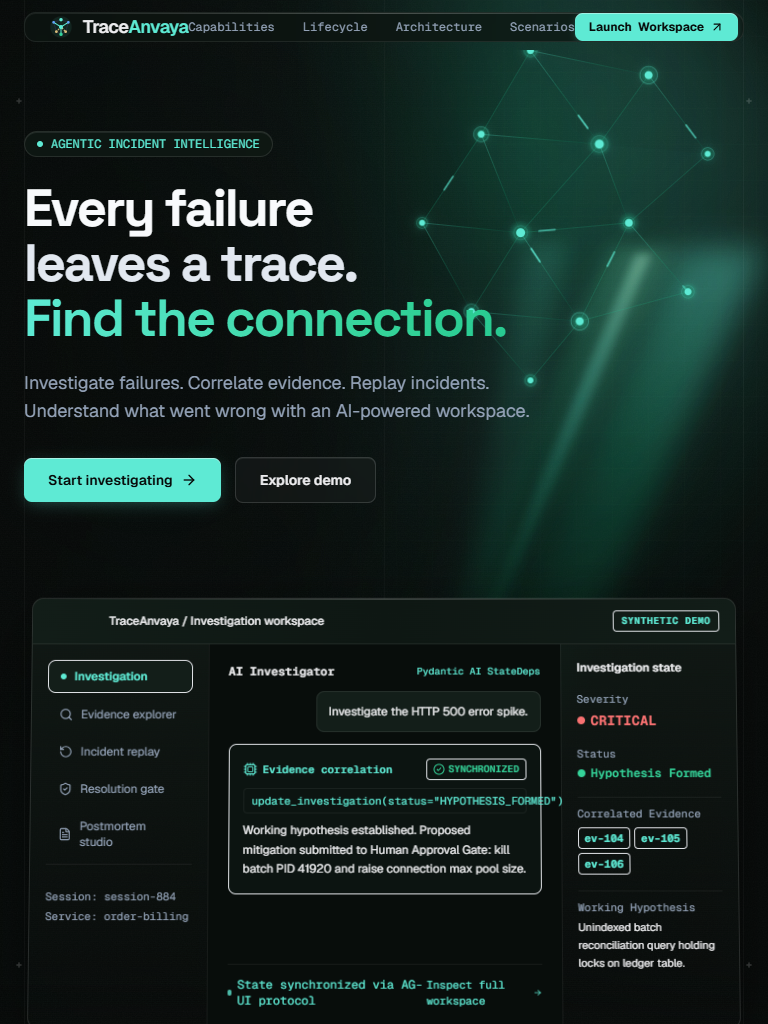 TraceAnvaya
Capabilities
Lifecycle
Architecture
Scenarios
Launch Workspace
AGENTIC INCIDENT INTELLIGENCE
Every failure
leaves a trace.
Find the connection.
Investigate failures. Correlate evidence. Replay incidents.
Understand what went wrong with an AI-powered workspace.
Start investigating
Explore demo
TraceAnvaya / Investigation workspace
SYNTHETIC DEMO
Investigation
Evidence explorer
Incident replay
Resolution gate
Postmortem
studio
Session: session-884
Service: order-billing
AI Investigator
Pydantic AI StateDeps
Investigate the HTTP 500 error spike.
Evidence correlation
SYNCHRONIZED
update_investigation(status="HYPOTHESIS_FORMED")
Working hypothesis established. Proposed
mitigation submitted to Human Approval Gate: kill
batch PID 41920 and raise connection max pool size.
State synchronized via AG-
UI protocol
Inspect full
workspace
Investigation state
Severity
CRITICAL
Status
Hypothesis Formed
Correlated Evidence
ev-104
ev-105
ev-106
Working Hypothesis
Unindexed batch
reconciliation query holding
locks on ledger table.